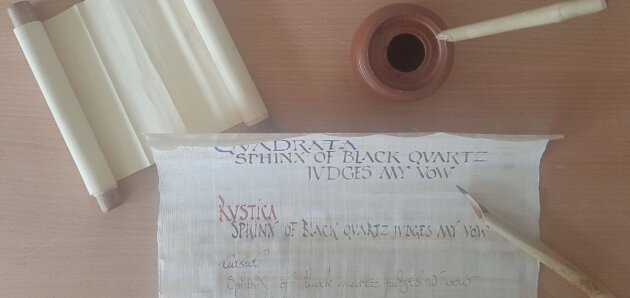 QVADRATA
SPHINX OF BLACK QVARTZ
IVDGES MY VOW
RVSTICA
SPHINX OF BLACK QVARTZ IVDGES MY VOW
Cursiv
Sphinx of black quartz judges my vow